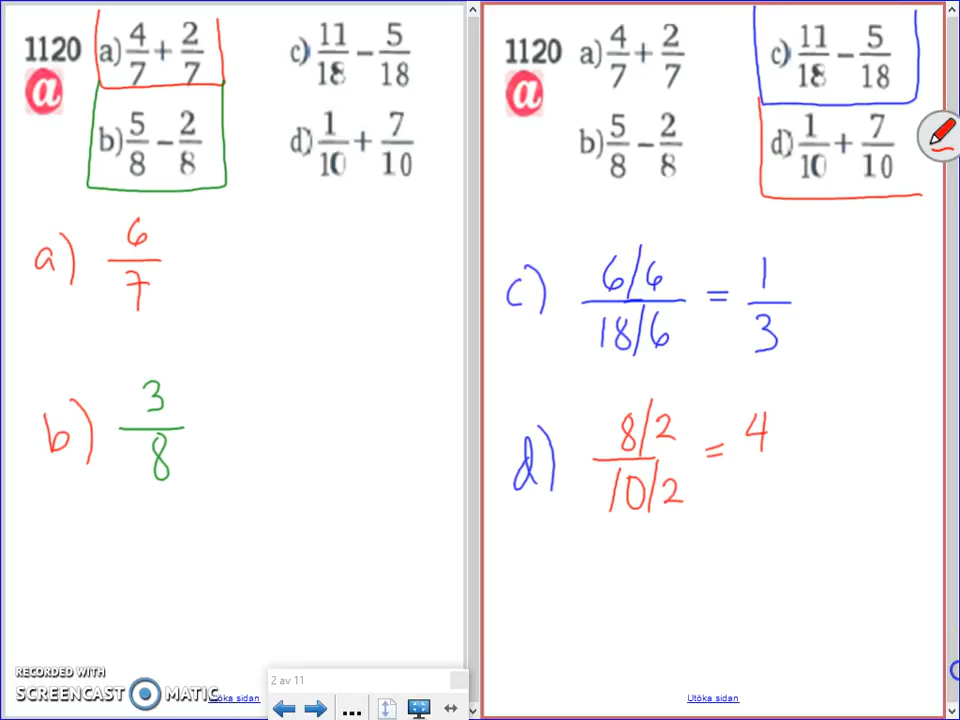 1120 a) 4/7 + 2/7 c) 11/18 − 5/18
a
b) 5/8 − 2/8 d) 1/10 + 7/10
a) 6/7
b) 3/8
1120 a) 4/7 + 2/7 c) 11/18 − 5/18
a
b) 5/8 − 2/8 d) 1/10 + 7/10
c) 6/6 / 18/6 = 1/3
d) 8/2 / 10/2 = 4
RECORDED WITH
SCREENCAST MATIC
Utöka sidan
2 av 11
...
Utöka sidan